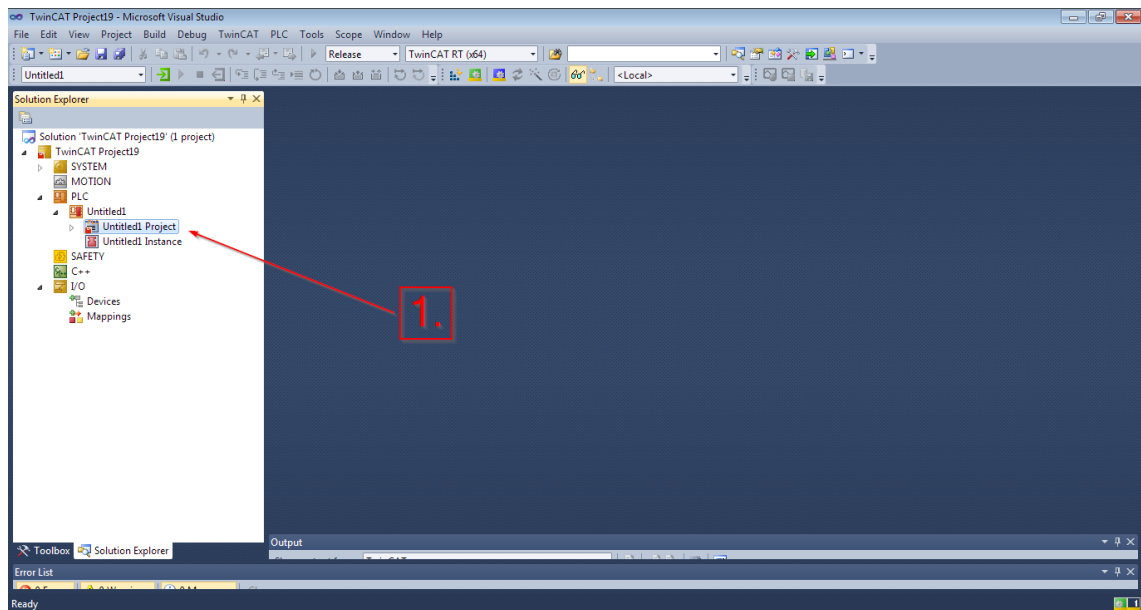 TwinCAT Project19 - Microsoft Visual Studio
File Edit View Project Build Debug TwinCAT PLC Tools Scope Window Help
Release TwinCAT RT (x64)
Untitled1 <Local>
Solution Explorer
Solution 'TwinCAT Project19' (1 project)
TwinCAT Project19
SYSTEM
MOTION
PLC
Untitled1
Untitled1 Project
Untitled1 Instance
SAFETY
C++
I/O
Devices
Mappings
1.
Toolbox Solution Explorer
Output
Error List
Ready 1